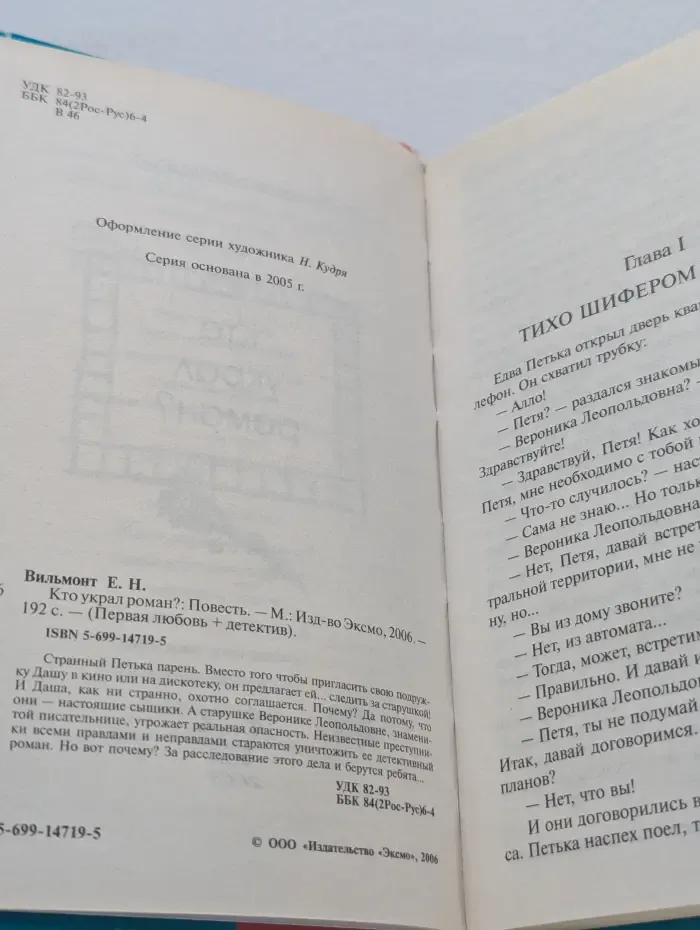 УДК 82-93
ББК 84(2Рос-Рус)6-4
В 46
Оформление серии художника Н. Кудря
Серия основана в 2005 г.
Вильмонт Е. Н.
6
Кто украл роман?: Повесть. — М.: Изд-во Эксмо, 2006. –
192 с. — (Первая любовь + детектив).
ISBN 5-699-14719-5
Странный Петька парень. Вместо того чтобы пригласить свою подруж-
ку Дашу в кино или на дискотеку, он предлагает ей... следить за старушкой!
И Даша, как ни странно, охотно соглашается. Почему? Да потому, что
они — настоящие сыщики. А старушке Веронике Леопольдовне, знамени-
той писательнице, угрожает реальная опасность. Неизвестные преступни-
ки всеми правдами и неправдами стараются уничтожить ее детективный
роман. Но вот почему? За расследование этого дела и берутся ребята...
УДК 82-93
ББК 84(2Рос-Рус)6-4
5-699-14719-5
© ООО «Издательство «Эксмо», 2006
Глава I
ТИХО ШИФЕРОМ
Едва Петька открыл дверь ква
лефон. Он схватил трубку:
— Алло!
— Петя? — раздался знакомы
— Вероника Леопольдовна? —
Здравствуйте!
— Здравствуй, Петя! Как хо
Петя, мне необходимо с тобой
— Что-то случилось? — нас
— Сама не знаю... Но тольк
— Вероника Леопольдовна
— Нет, Петя, давай встрет
тральной территории, мне не
ну, но...
— Вы из дому звоните?
— Нет, из автомата...
— Тогда, может, встретим
— Правильно. И давай и
— Вероника Леопольдов
— Петя, ты не подумай
Итак, давай договоримся.
планов?
— Нет, что вы!
И они договорились в
са. Петька наспех поел, т